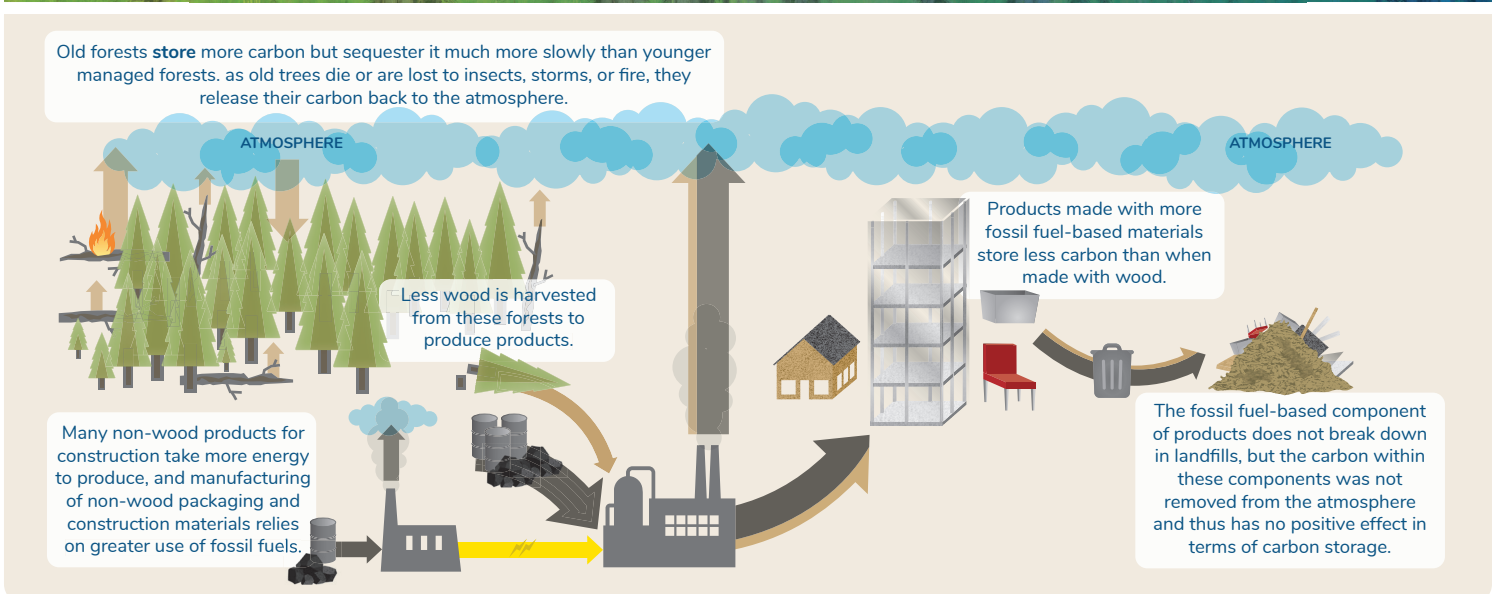 Old forests store more carbon but sequester it much more slowly than younger
managed forests. as old trees die or are lost to insects, storms, or fire, they
release their carbon back to the atmosphere.
ATMOSPHERE
ATMOSPHERE
Products made with more
fossil fuel-based materials
store less carbon than when
made with wood.
Less wood is harvested
from these forests to
produce products.
Many non-wood products for
construction take more energy
to produce, and manufacturing
of non-wood packaging and
construction materials relies
on greater use of fossil fuels.
The fossil fuel-based component
of products does not break down
in landfills, but the carbon within
these components was not
removed from the atmosphere
and thus has no positive effect in
terms of carbon storage.